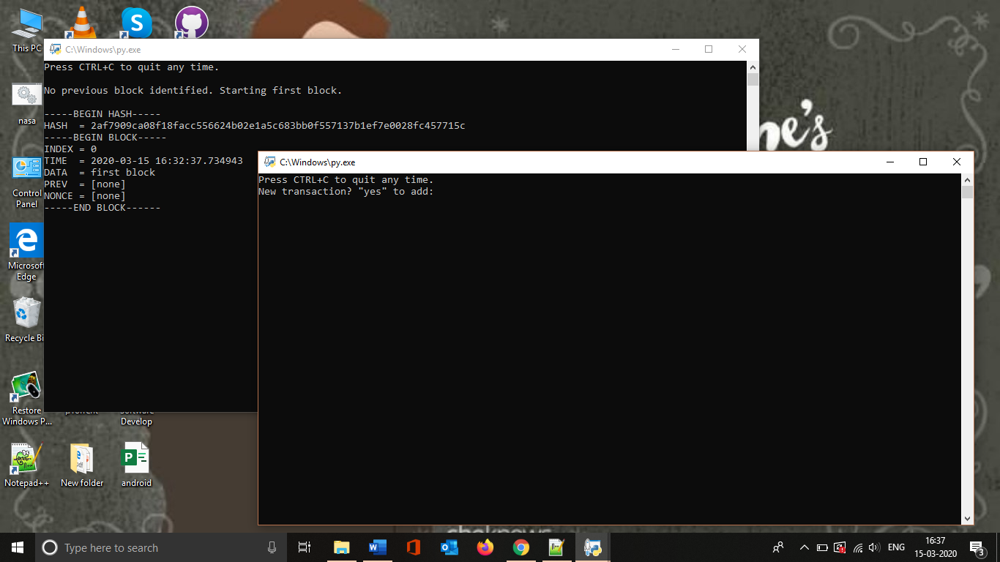 This PC
C:\Windows\py.exe
Press CTRL+C to quit any time.
No previous block identified. Starting first block.
-----BEGIN HASH-----
HASH  = 2af7909ca08f18facc556624b02e1a5c683bb0f557137b1ef7e0028fc457715c
-----BEGIN BLOCK-----
INDEX = 0
TIME  = 2020-03-15 16:32:37.734943
DATA  = first block
PREV  = [none]
NONCE = [none]
-----END BLOCK------
C:\Windows\py.exe
Press CTRL+C to quit any time.
New transaction? "yes" to add:
nasa
Control
Panel
Microsof
Edge
Recycle Bi
Restore
Windows P...
Develop
Notepad++
New folder
android
Type here to search
ENG
16:37
15-03-2020
3